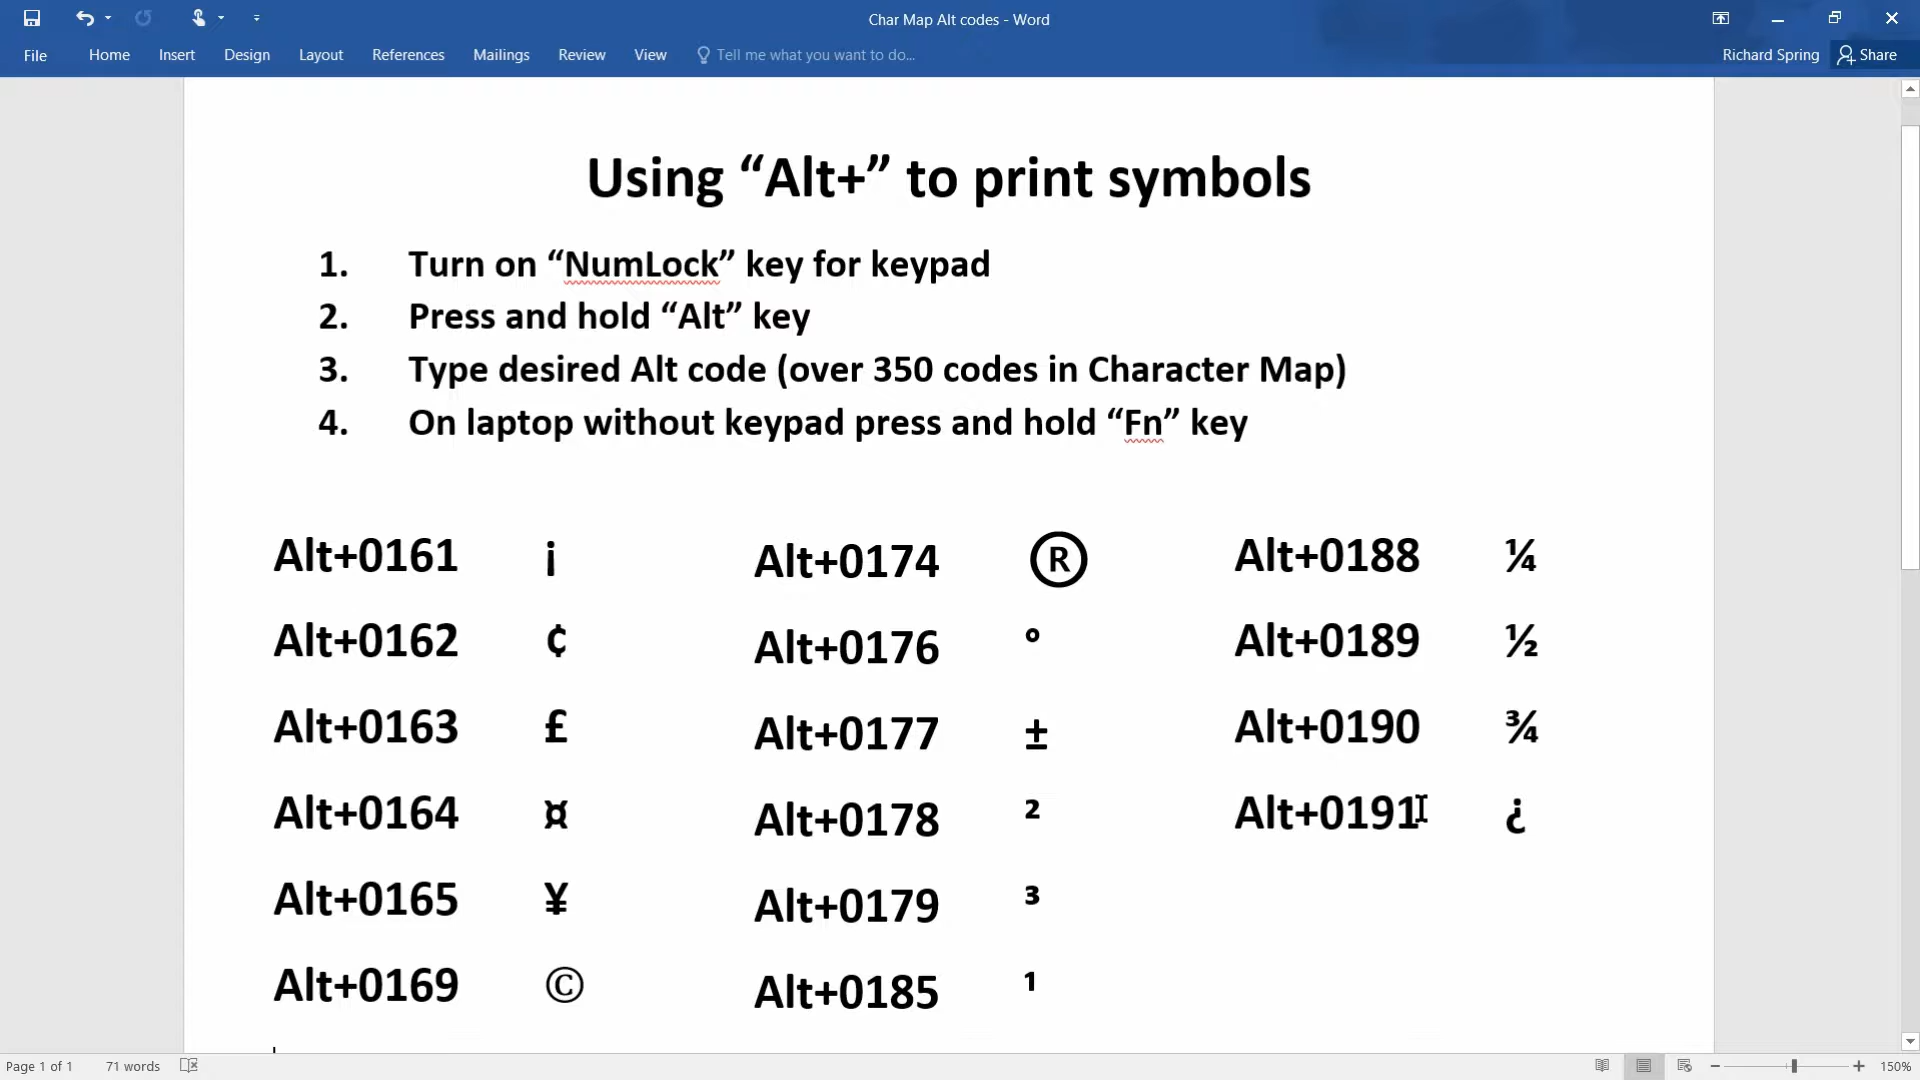 Char Map Alt codes - Word
File Home Insert Design Layout References Mailings Review View Tell me what you want to do... Richard Spring Share
Using “Alt+” to print symbols
1. Turn on “NumLock” key for keypad
2. Press and hold “Alt” key
3. Type desired Alt code (over 350 codes in Character Map)
4. On laptop without keypad press and hold “Fn” key
Alt+0161 ¡ Alt+0174 ® Alt+0188 ¼
Alt+0162 ¢ Alt+0176 ° Alt+0189 ½
Alt+0163 £ Alt+0177 ± Alt+0190 ¾
Alt+0164 ¤ Alt+0178 ² Alt+0191 ¿
Alt+0165 ¥ Alt+0179 ³
Alt+0169 © Alt+0185 ¹
Page 1 of 1 71 words 150%